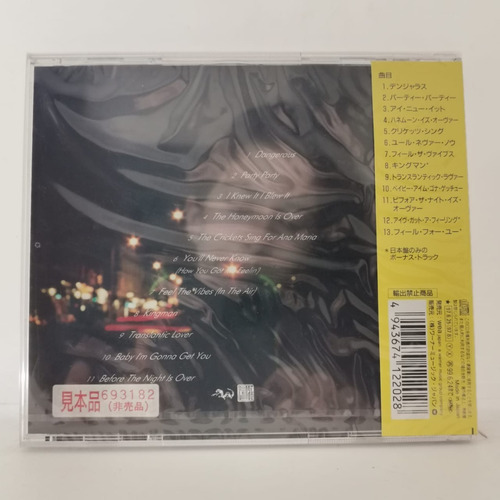 1 Dangerous
2 Party Party
3 I Knew It I Blew It
4 The Honeymoon Is Over
5 The Crickets Sing For Ana Maria
6 You'll Never Know
(How You Got Me Feelin')
Feel The Vibes (In The Air)
8 Kingman
9 Translantic Lover
10 Baby I'm Gonna Get You
11 Before The Night Is Over
見本品 693182
(非売品)
曲目
1.デンジャラス
2.パーティー・パーティー
3.アイ・ニュー・イット
4.ハネムーン・イズ・オーヴァー
5.クリケッツ・シング
6.ユール・ネヴァー・ノウ
7.フィール・ザ・ヴァイブス
8.キングマン*
9.トランスランティック・ラヴァー
10.ベイビー・アイム・ゴナ・ゲッチュー
11.ビフォア・ザ・ナイト・イズ・
オーヴァー
12.アイヴ・ガット・ア・フィーリング*
13.フィール・フォー・ユー*
*日本盤のみの
ボーナス・トラック
輸出禁止商品
4 943674 122028